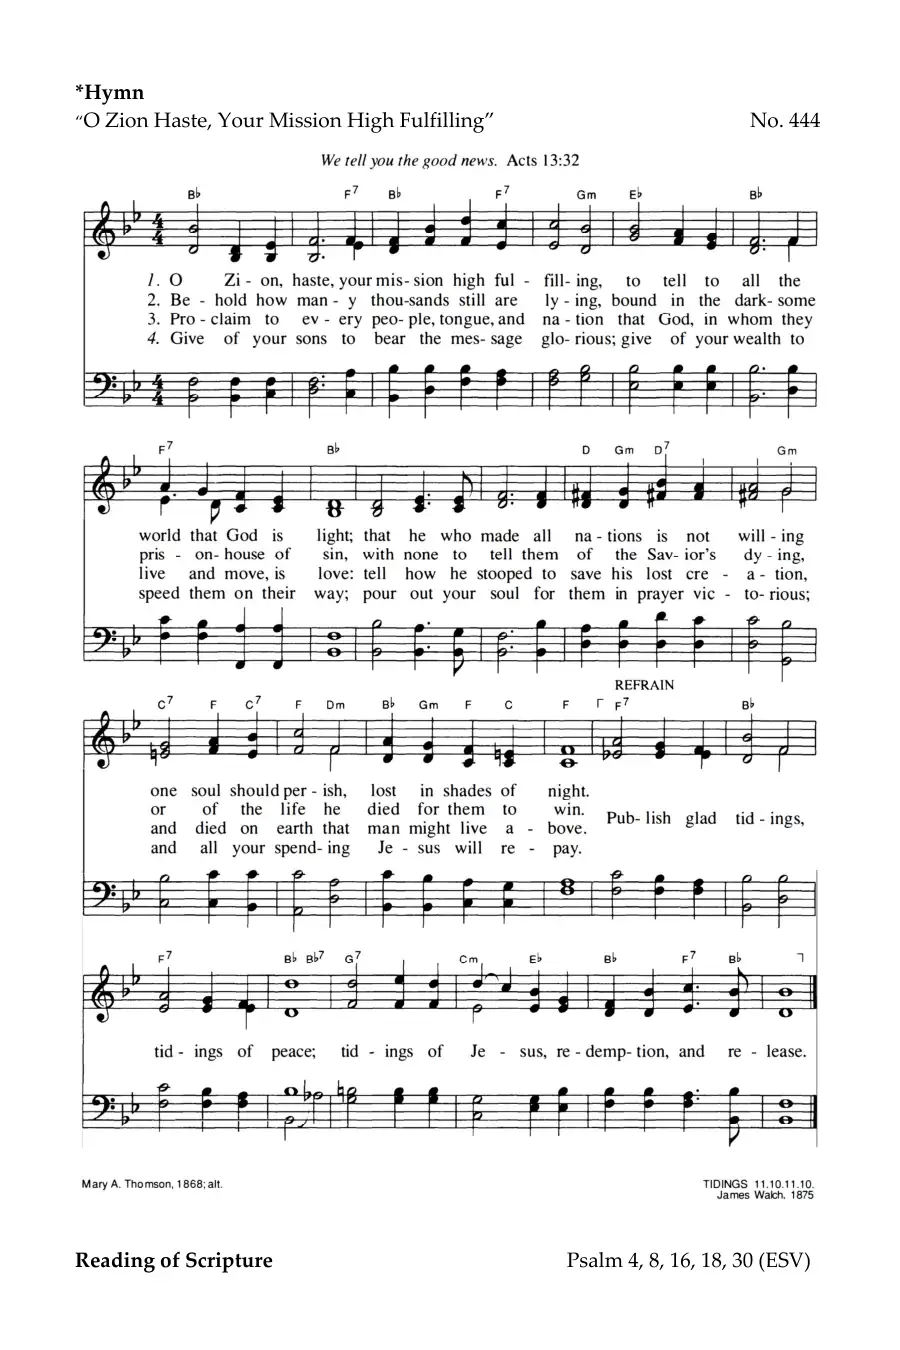 *Hymn
“O Zion Haste, Your Mission High Fulfilling” No. 444
We tell you the good news. Acts 13:32
B♭ F7 B♭ F7 Gm E♭ B♭
1. O Zi - on, haste, your mis- sion high ful - fill- ing, to tell to all the
2. Be - hold how man - y thou-sands still are ly - ing, bound in the dark- some
3. Pro - claim to ev - ery peo- ple, tongue, and na - tion that God, in whom they
4. Give of your sons to bear the mes- sage glo- rious; give of your wealth to
F7 B♭ D Gm D7 Gm
world that God is light; that he who made all na - tions is not will - ing
pris - on- house of sin, with none to tell them of the Sav- ior’s dy - ing,
live and move, is love: tell how he stooped to save his lost cre - a - tion,
speed them on their way; pour out your soul for them in prayer vic - to- rious;
REFRAIN
C7 F C7 F Dm B♭ Gm F C F F7 B♭
one soul should per - ish, lost in shades of night.
or of the life he died for them to win.
and died on earth that man might live a - bove.
and all your spend- ing Je - sus will re - pay.
Pub- lish glad tid - ings,
F7 B♭ B♭7 G7 Cm E♭ B♭ F7 B♭
tid - ings of peace; tid - ings of Je - sus, re - demp- tion, and re - lease.
Mary A. Thomson, 1868; alt. TIDINGS 11.10.11.10.
James Walch, 1875
Reading of Scripture Psalm 4, 8, 16, 18, 30 (ESV)